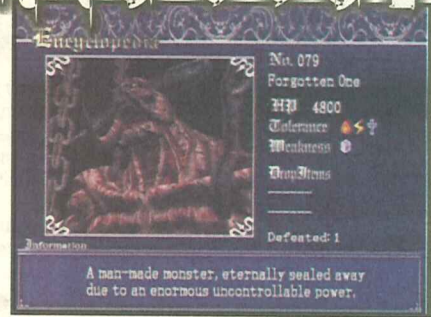 Encyclopedia
No. 079
Forgotten One
HP 4800
Tolerance
Weakness
Drop Items
Defeated: 1
Information
A man-made monster, eternally sealed away
due to an enormous uncontrollable power.